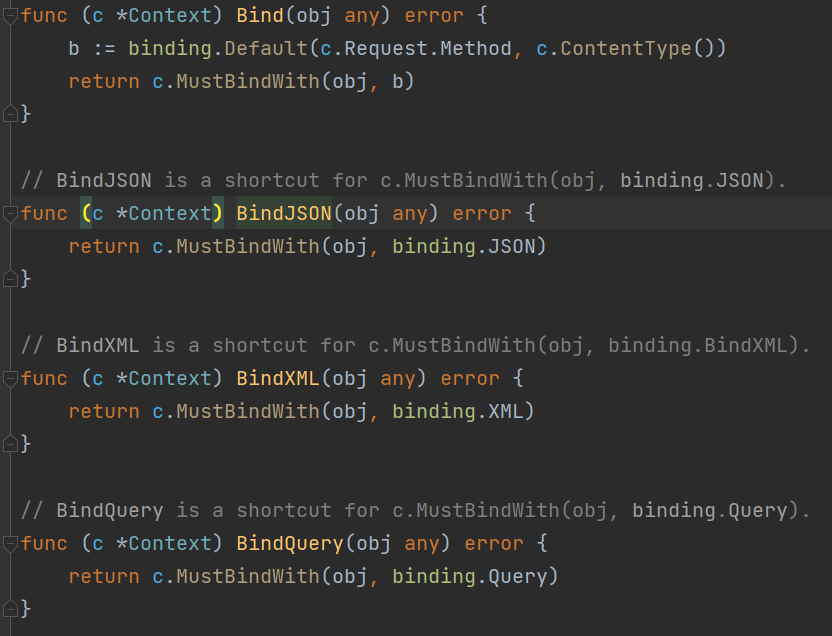 func (c *Context) Bind(obj any) error {
    b := binding.Default(c.Request.Method, c.ContentType())
    return c.MustBindWith(obj, b)
}

// BindJSON is a shortcut for c.MustBindWith(obj, binding.JSON).
func (c *Context) BindJSON(obj any) error {
    return c.MustBindWith(obj, binding.JSON)
}

// BindXML is a shortcut for c.MustBindWith(obj, binding.BindXML).
func (c *Context) BindXML(obj any) error {
    return c.MustBindWith(obj, binding.XML)
}

// BindQuery is a shortcut for c.MustBindWith(obj, binding.Query).
func (c *Context) BindQuery(obj any) error {
    return c.MustBindWith(obj, binding.Query)
}